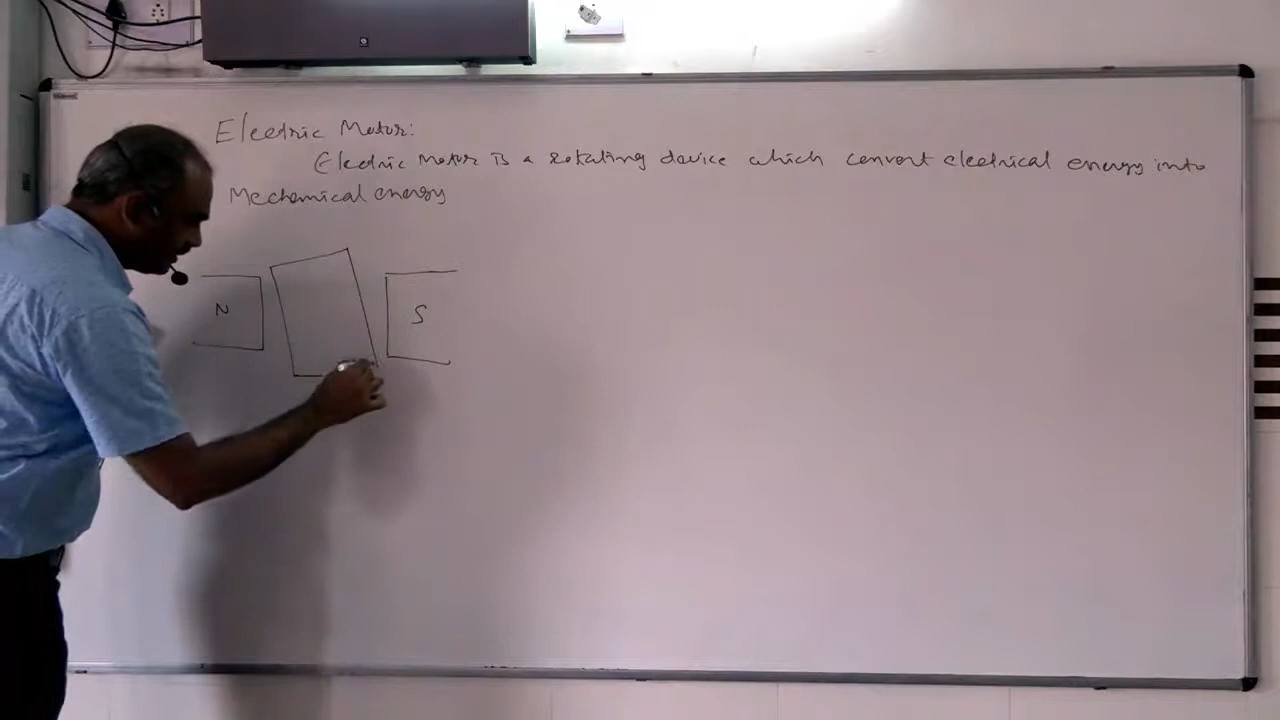 Electric Motor:
Electric Motor is a rotating device which convert electrical energy into
Mechanical energy
N
S